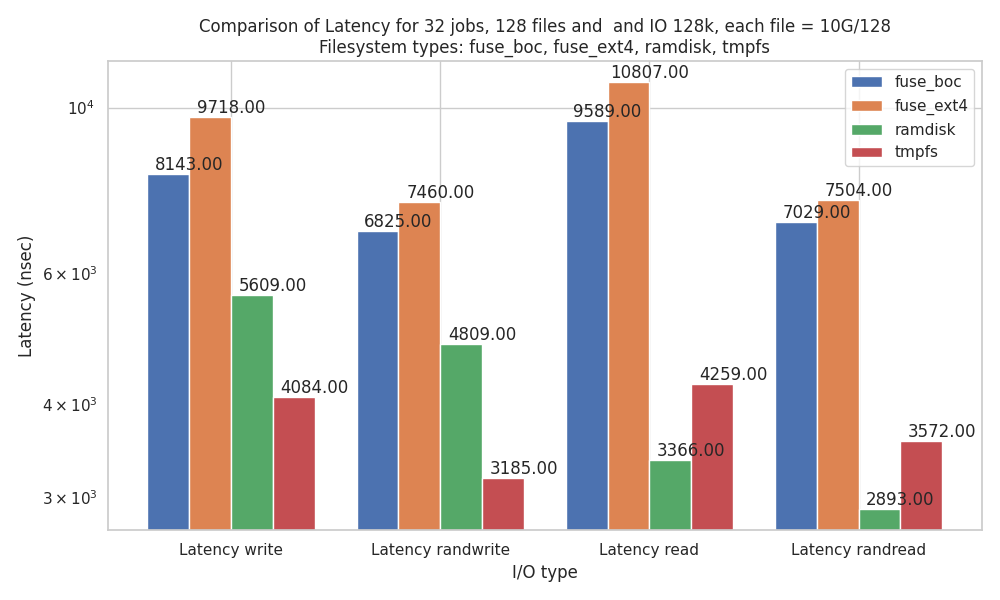 Comparison of Latency for 32 jobs, 128 files and  and IO 128k, each file = 10G/128
Filesystem types: fuse_boc, fuse_ext4, ramdisk, tmpfs
fuse_boc
fuse_ext4
ramdisk
tmpfs
Latency (nsec)
10⁴
6 × 10³
4 × 10³
3 × 10³
8143.00
9718.00
5609.00
4084.00
6825.00
7460.00
4809.00
3185.00
9589.00
10807.00
3366.00
4259.00
7029.00
7504.00
2893.00
3572.00
Latency write
Latency randwrite
Latency read
Latency randread
I/O type